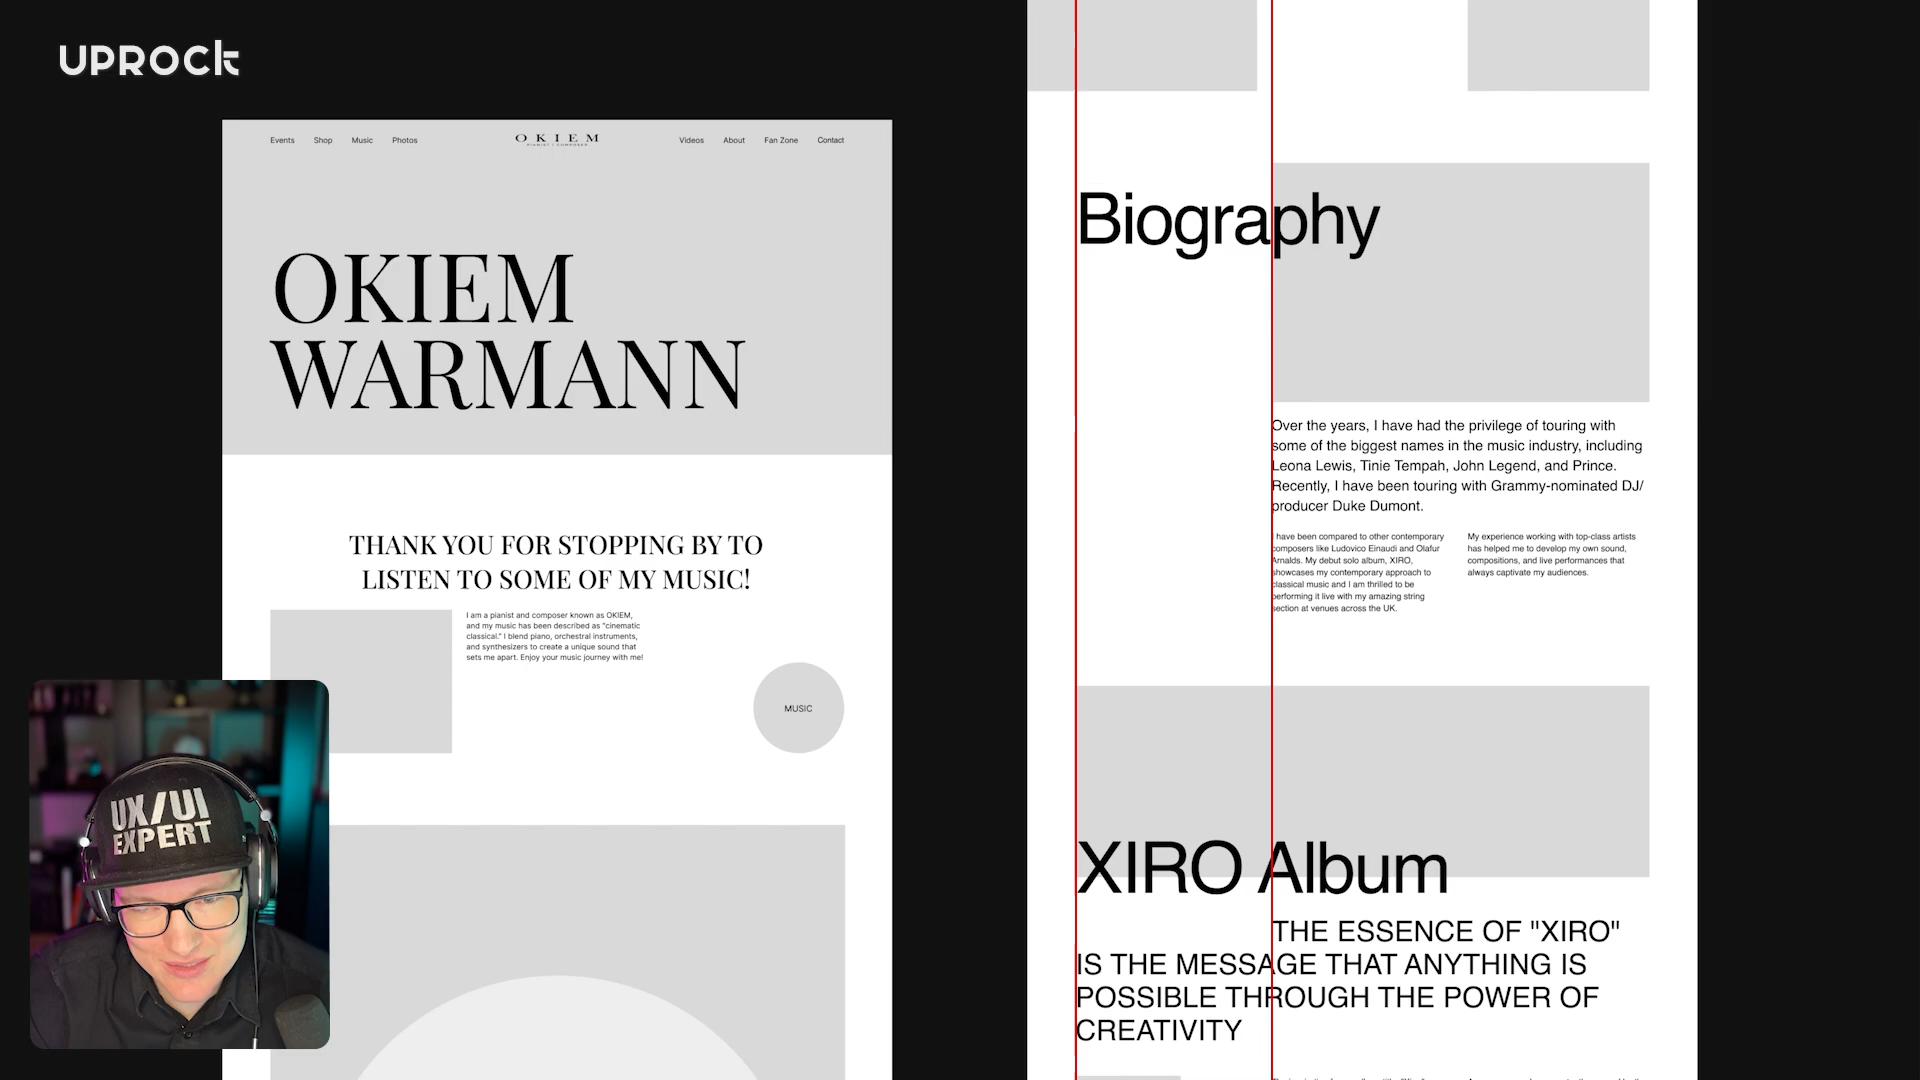 UPROCK
Events Shop Music Photos
OKIEM
PIANIST | COMPOSER
Videos About Fan Zone Contact
OKIEM
WARMANN
THANK YOU FOR STOPPING BY TO
LISTEN TO SOME OF MY MUSIC!
I am a pianist and composer known as OKIEM,
and my music has been described as "cinematic
classical." I blend piano, orchestral instruments,
and synthesizers to create a unique sound that
sets me apart. Enjoy your music journey with me!
MUSIC
UX/UI
EXPERT
Biography
Over the years, I have had the privilege of touring with
some of the biggest names in the music industry, including
Leona Lewis, Tinie Tempah, John Legend, and Prince.
Recently, I have been touring with Grammy-nominated DJ/
producer Duke Dumont.
I have been compared to other contemporary
composers like Ludovico Einaudi and Olafur
Arnalds. My debut solo album, XIRO,
showcases my contemporary approach to
classical music and I am thrilled to be
performing it live with my amazing string
section at venues across the UK.
My experience working with top-class artists
has helped me to develop my own sound,
compositions, and live performances that
always captivate my audiences.
XIRO Album
THE ESSENCE OF "XIRO"
IS THE MESSAGE THAT ANYTHING IS
POSSIBLE THROUGH THE POWER OF
CREATIVITY